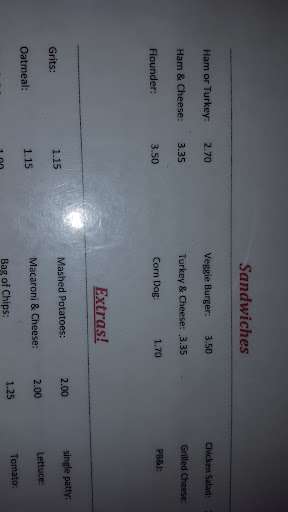 Sandwiches
Ham or Turkey: 2.70 Veggie Burger: 3.50 Chicken Salad:
Ham & Cheese: 3.35 Turkey & Cheese: 3.35 Grilled Cheese:
Flounder: 3.50 Corn Dog: 1.70 PB&J:
Extras!
Grits: 1.15 Mashed Potatoes: 2.00 single patty:
Oatmeal: 1.15 Macaroni & Cheese: 2.00 Lettuce:
Bag of Chips: 1.25 Tomato: